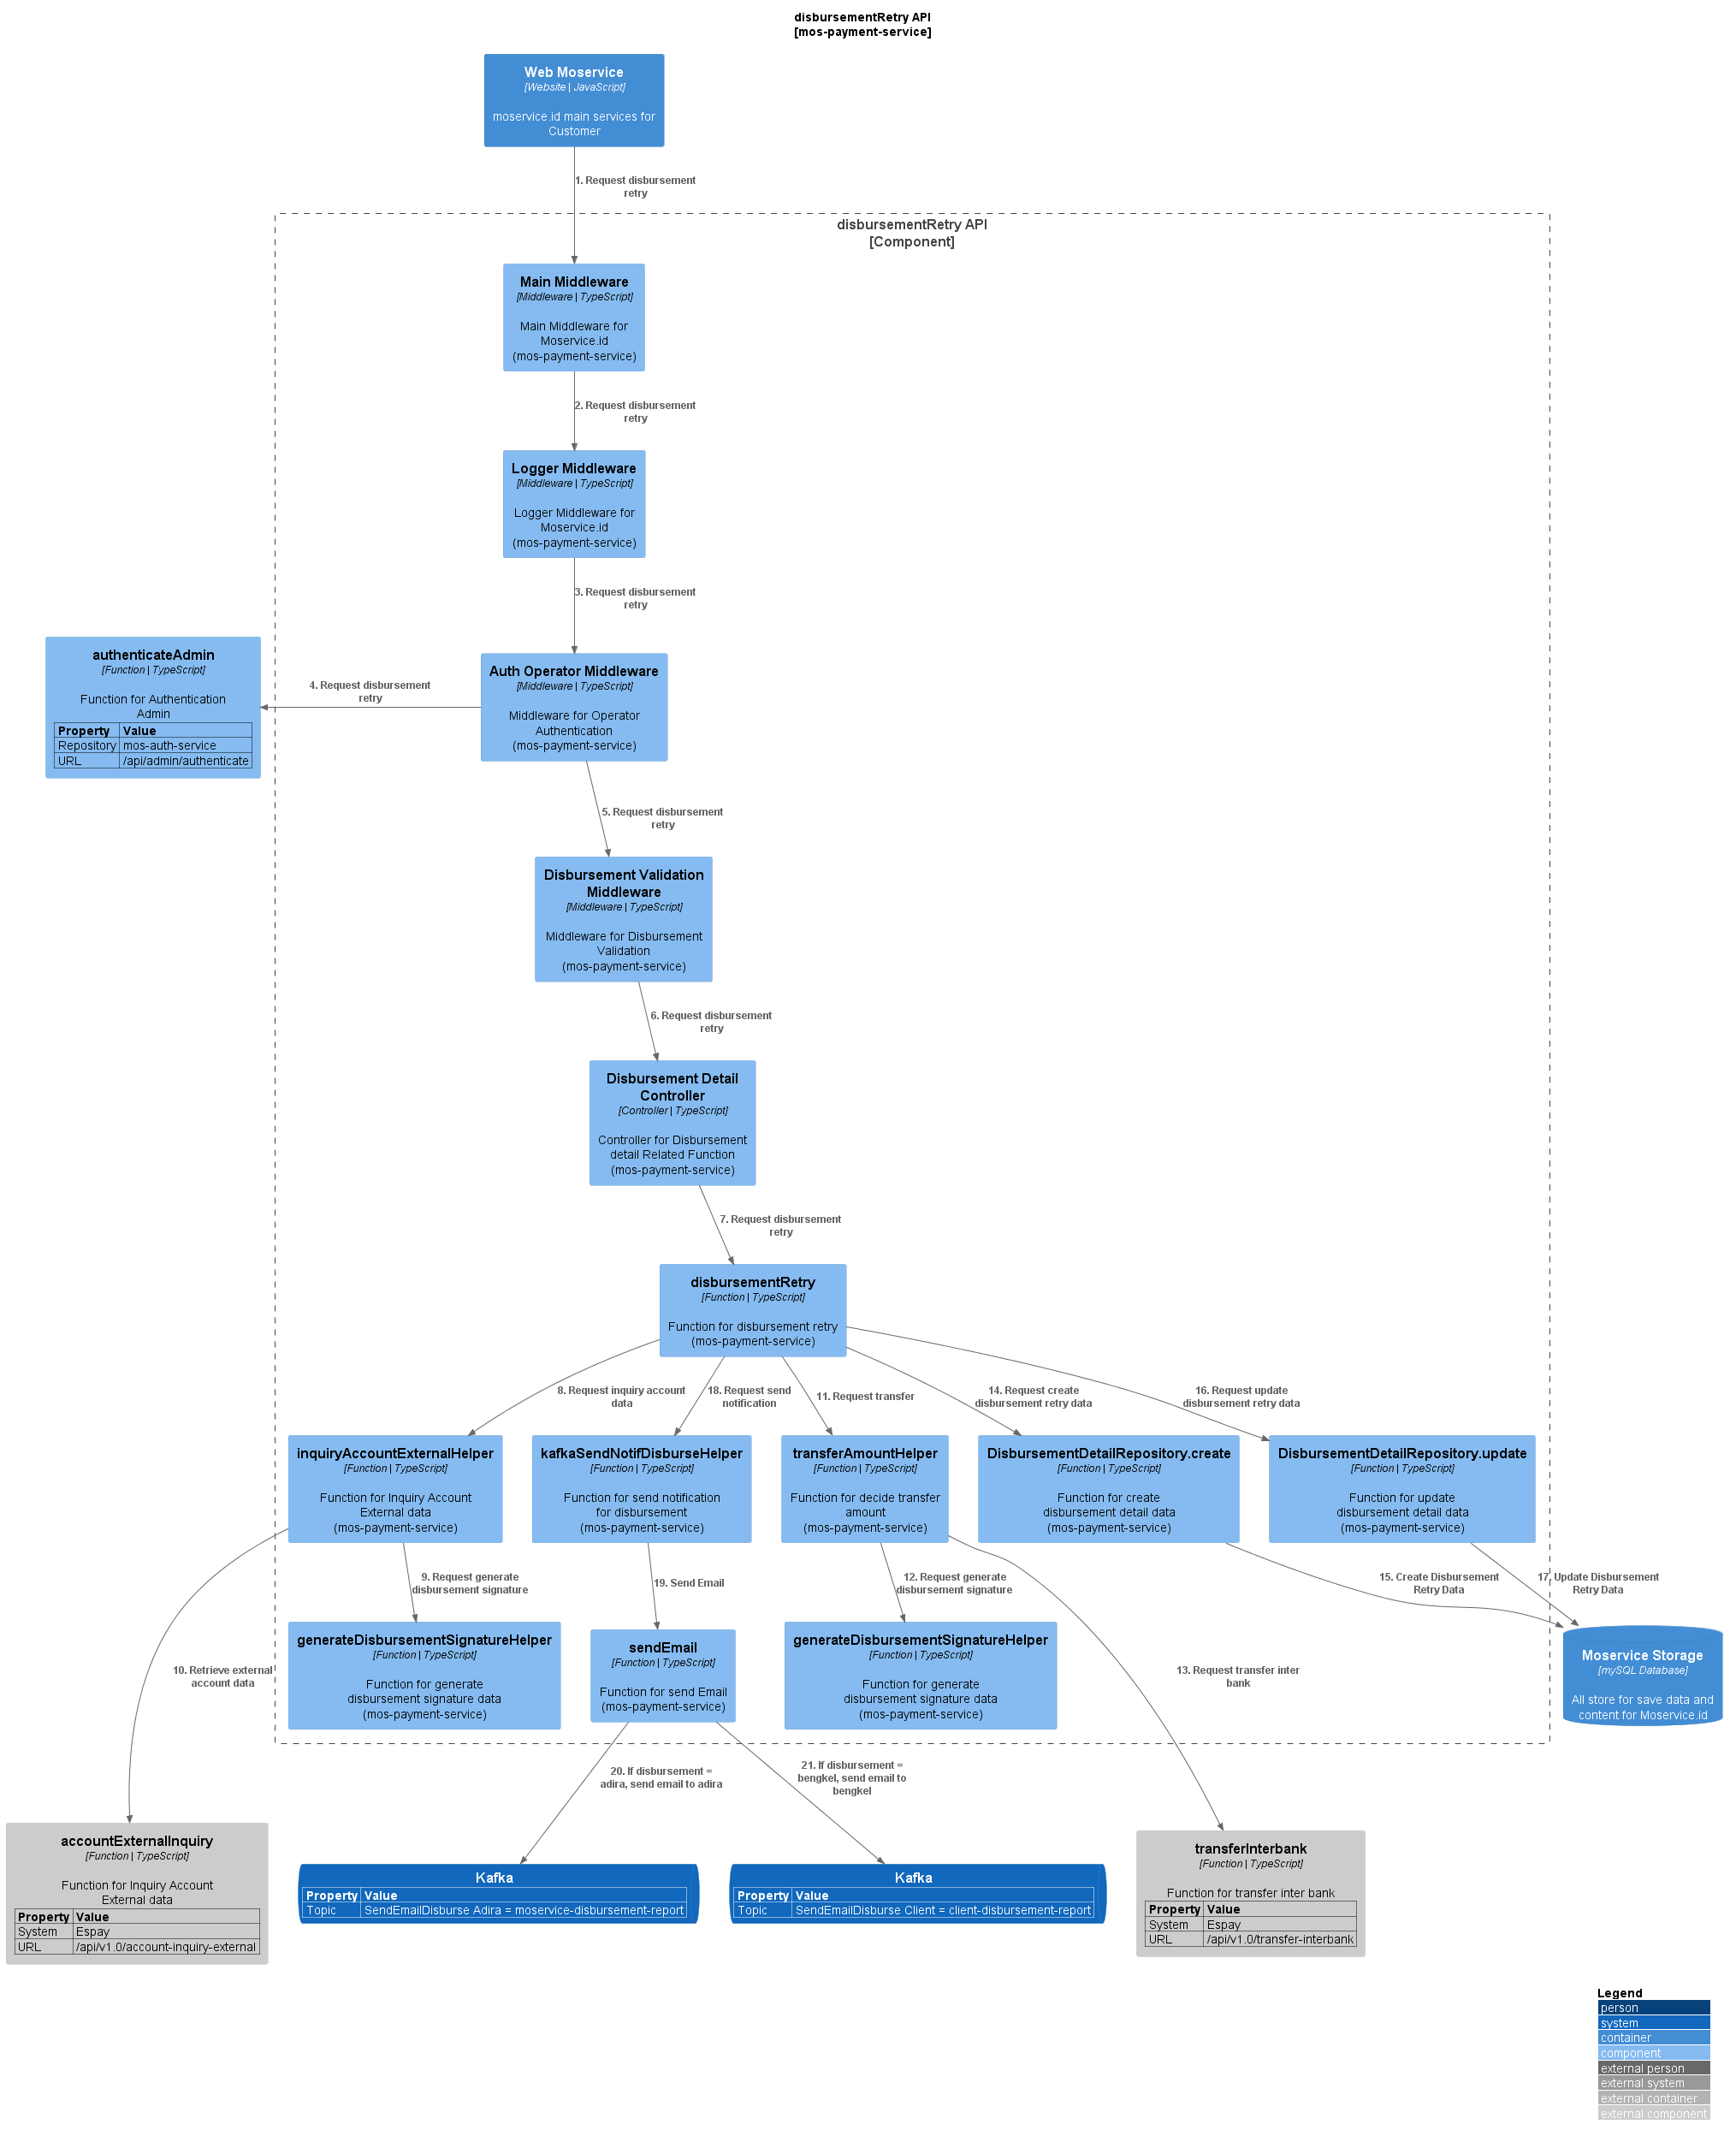 disbursementRetry API
[mos-payment-service]
Web Moservice
[Website | JavaScript]
moservice.id main services for
Customer
1. Request disbursement
retry
disbursementRetry API
[Component]
Main Middleware
[Middleware | TypeScript]
Main Middleware for
Moservice.id
(mos-payment-service)
2. Request disbursement
retry
Logger Middleware
[Middleware | TypeScript]
Logger Middleware for
Moservice.id
(mos-payment-service)
3. Request disbursement
retry
authenticateAdmin
[Function | TypeScript]
Function for Authentication
Admin
Property Value
Repository mos-auth-service
URL /api/admin/authenticate
4. Request disbursement
retry
Auth Operator Middleware
[Middleware | TypeScript]
Middleware for Operator
Authentication
(mos-payment-service)
5. Request disbursement
retry
Disbursement Validation
Middleware
[Middleware | TypeScript]
Middleware for Disbursement
Validation
(mos-payment-service)
6. Request disbursement
retry
Disbursement Detail
Controller
[Controller | TypeScript]
Controller for Disbursement
detail Related Function
(mos-payment-service)
7. Request disbursement
retry
disbursementRetry
[Function | TypeScript]
Function for disbursement retry
(mos-payment-service)
8. Request inquiry account
data
18. Request send
notification
11. Request transfer
14. Request create
disbursement retry data
16. Request update
disbursement retry data
inquiryAccountExternalHelper
[Function | TypeScript]
Function for Inquiry Account
External data
(mos-payment-service)
kafkaSendNotifDisburseHelper
[Function | TypeScript]
Function for send notification
for disbursement
(mos-payment-service)
transferAmountHelper
[Function | TypeScript]
Function for decide transfer
amount
(mos-payment-service)
DisbursementDetailRepository.create
[Function | TypeScript]
Function for create
disbursement detail data
(mos-payment-service)
DisbursementDetailRepository.update
[Function | TypeScript]
Function for update
disbursement detail data
(mos-payment-service)
9. Request generate
disbursement signature
19. Send Email
12. Request generate
disbursement signature
15. Create Disbursement
Retry Data
17. Update Disbursement
Retry Data
generateDisbursementSignatureHelper
[Function | TypeScript]
Function for generate
disbursement signature data
(mos-payment-service)
sendEmail
[Function | TypeScript]
Function for send Email
(mos-payment-service)
generateDisbursementSignatureHelper
[Function | TypeScript]
Function for generate
disbursement signature data
(mos-payment-service)
Moservice Storage
[mySQL Database]
All store for save data and
content for Moservice.id
10. Retrieve external
account data
13. Request transfer inter
bank
20. If disbursement =
adira, send email to adira
21. If disbursement =
bengkel, send email to
bengkel
accountExternalInquiry
[Function | TypeScript]
Function for Inquiry Account
External data
Property Value
System Espay
URL /api/v1.0/account-inquiry-external
Kafka
Property Value
Topic SendEmailDisburse Adira = moservice-disbursement-report
Kafka
Property Value
Topic SendEmailDisburse Client = client-disbursement-report
transferInterbank
[Function | TypeScript]
Function for transfer inter bank
Property Value
System Espay
URL /api/v1.0/transfer-interbank
Legend
person
system
container
component
external person
external system
external container
external component